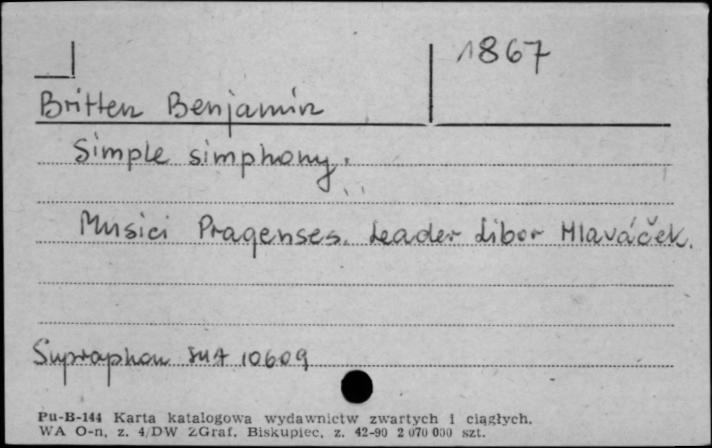 1867
Britten Benjamin
Simple simphony.
Musici Pragenses. Leader Libor Hlaváček.
Supraphon SUA 10609
Pu-B-144 Karta katalogowa wydawnictw zwartych i ciągłych.
WA O-n, z. 4/DW ZGraf. Biskupiec, z. 42-90 2 070 000 szt.